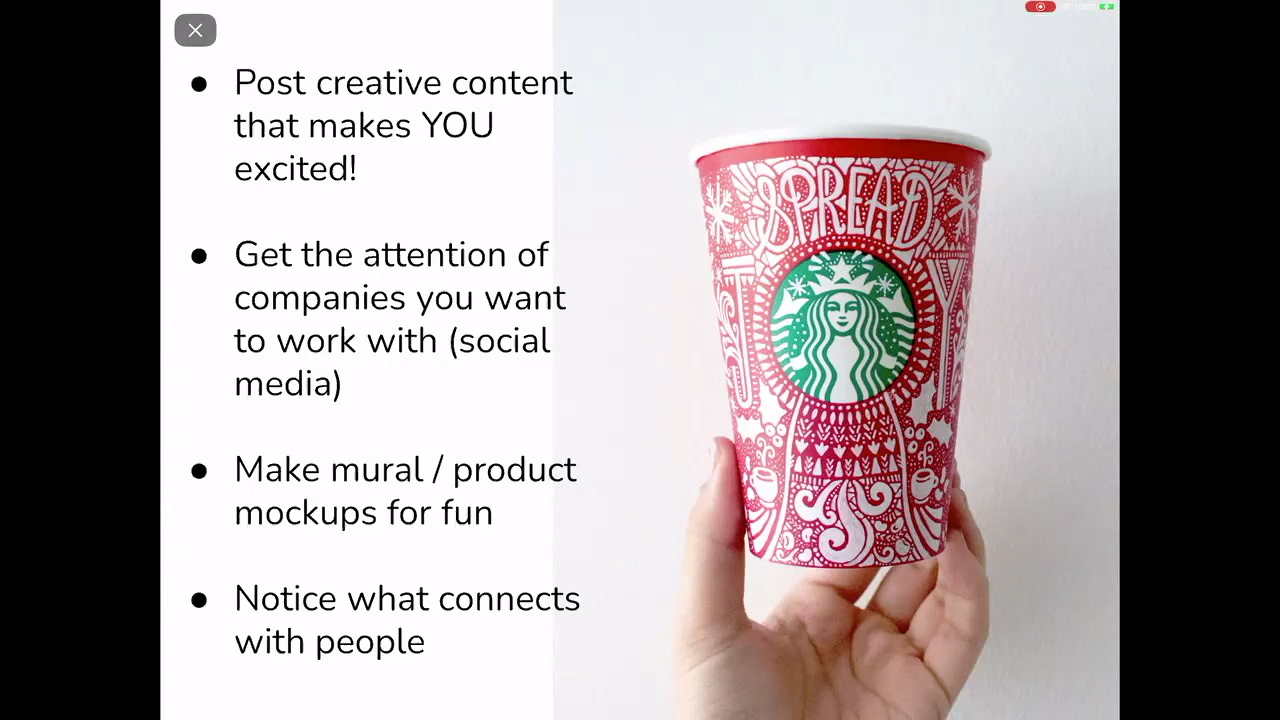 100%
● Post creative content
that makes YOU
excited!
● Get the attention of
companies you want
to work with (social
media)
● Make mural / product
mockups for fun
● Notice what connects
with people
SPREAD